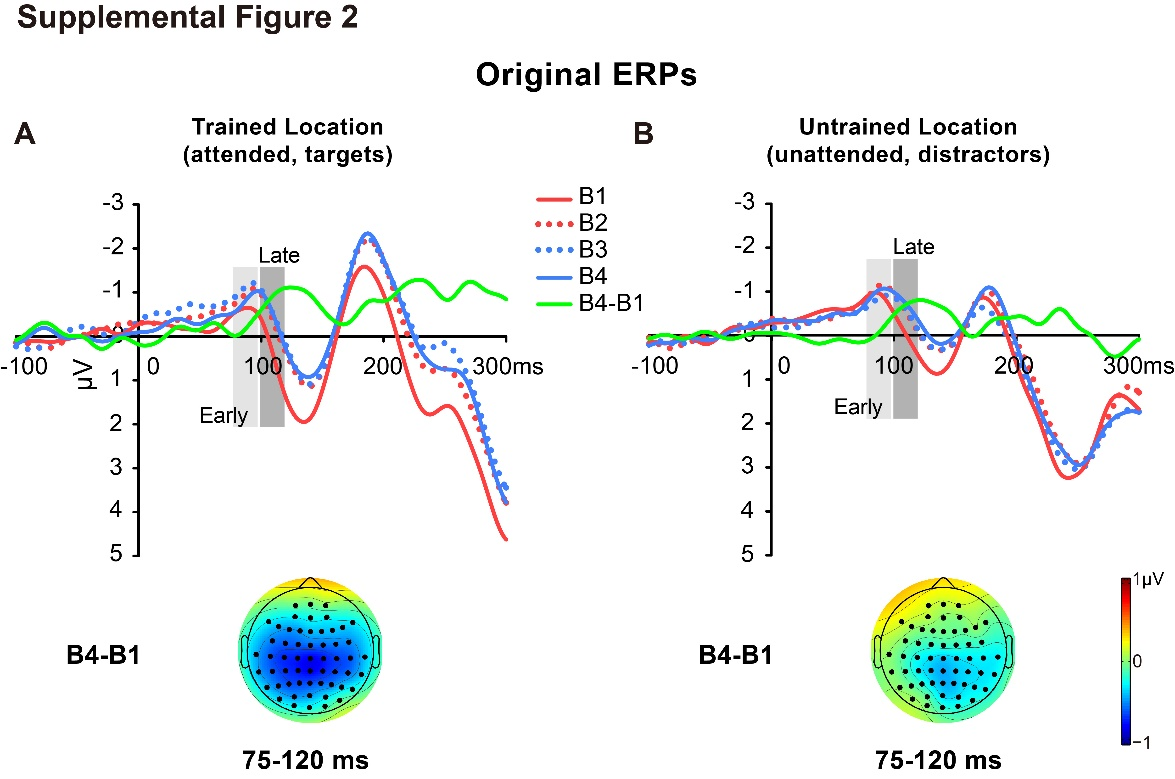 Supplemental Figure 2
Original ERPs
A
Trained Location
(attended, targets)
B
Untrained Location
(unattended, distractors)
-3
-2
-1
0
1
2
3
4
5
µV
-100
0
100
200
300ms
Late
Early
B1
B2
B3
B4
B4-B1
-3
-2
-1
0
1
2
3
4
5
-100
0
100
200
300ms
Late
Early
B4-B1
75-120 ms
B4-B1
75-120 ms
1µV
0
−1